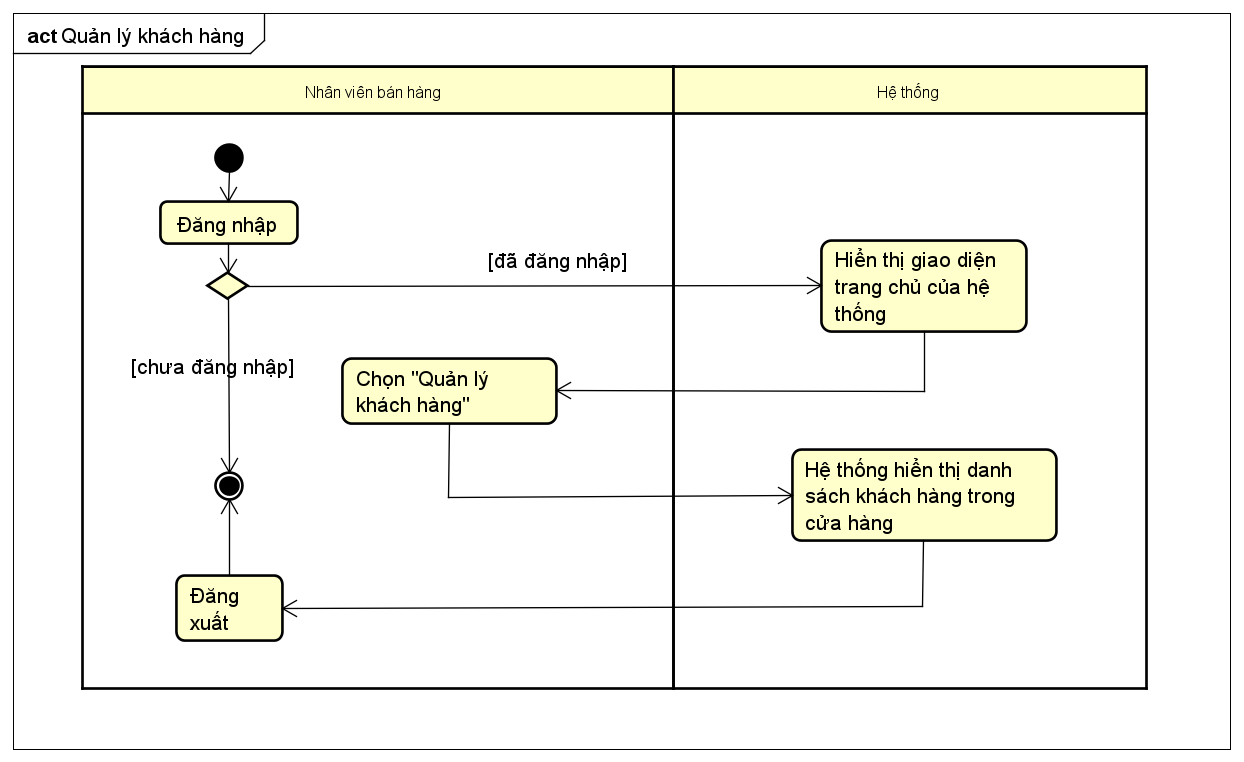 act Quản lý khách hàng
Nhân viên bán hàng
Hệ thống
Đăng nhập
[đã đăng nhập]
Hiển thị giao diện
trang chủ của hệ
thống
[chưa đăng nhập]
Chọn "Quản lý
khách hàng"
Hệ thống hiển thị danh
sách khách hàng trong
cửa hàng
Đăng
xuất